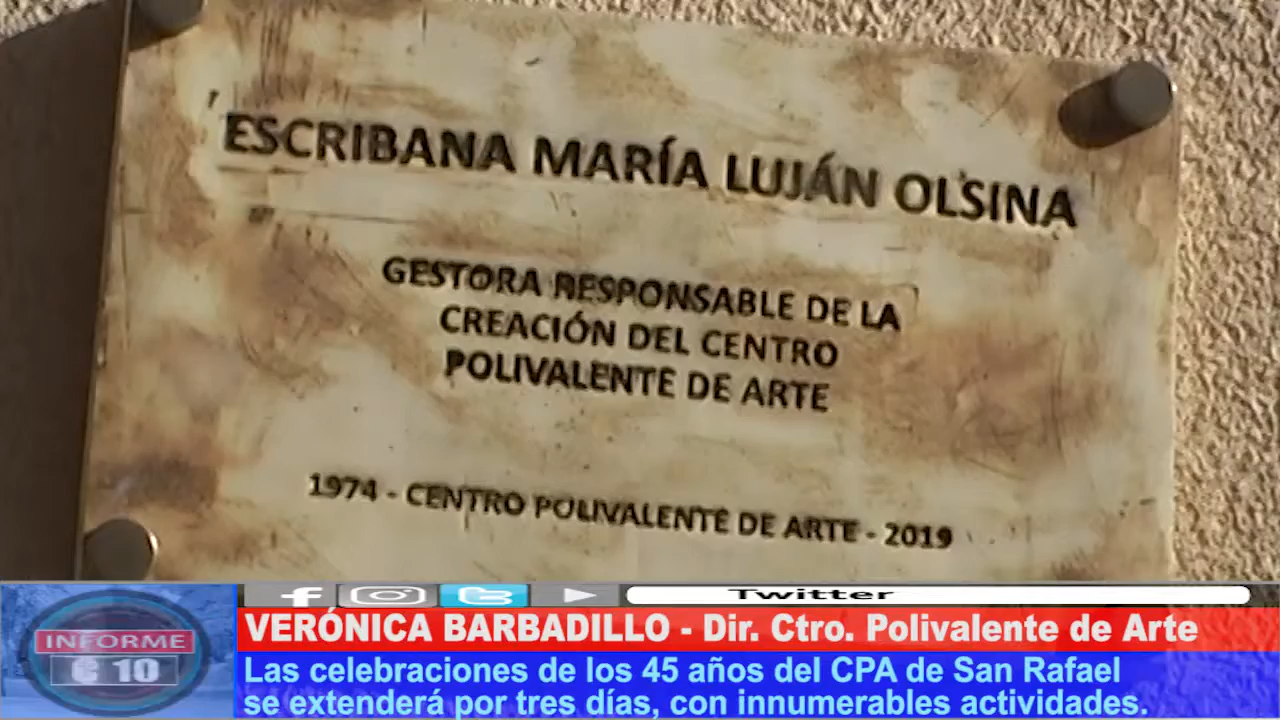 ESCRIBANA MARÍA LUJÁN OLSINA
GESTORA RESPONSABLE DE LA
CREACIÓN DEL CENTRO
POLIVALENTE DE ARTE
1974 - CENTRO POLIVALENTE DE ARTE - 2019
Twitter
INFORME
10
VERÓNICA BARBADILLO - Dir. Ctro. Polivalente de Arte
Las celebraciones de los 45 años del CPA de San Rafael
se extenderá por tres días, con innumerables actividades.